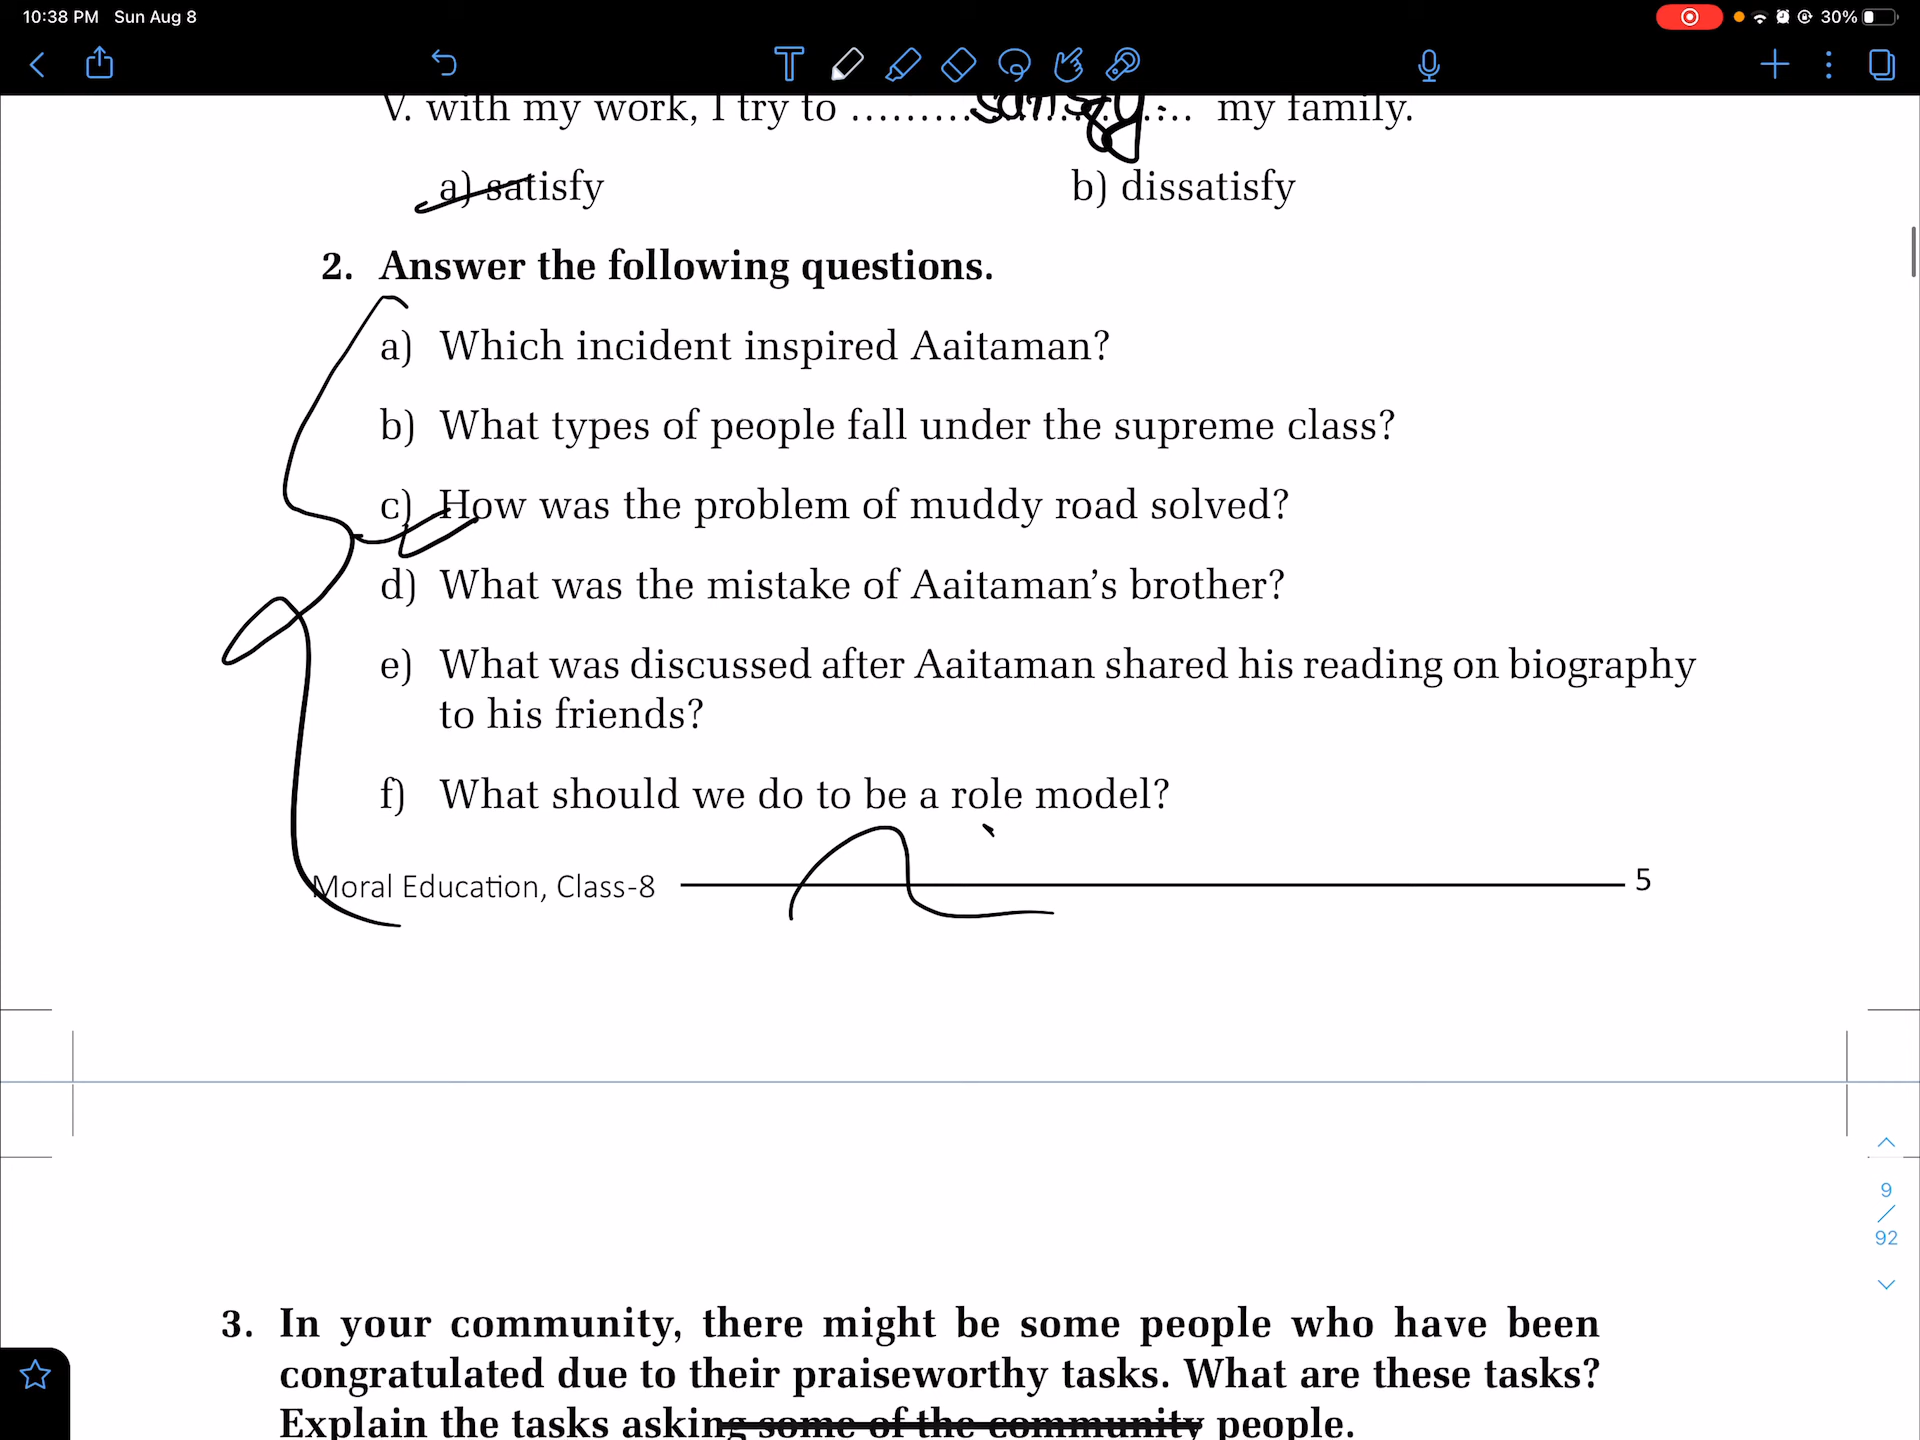 10:38 PM Sun Aug 8 30%
V. with my work, I try to .......... satisfy ..... my family.
a) satisfy b) dissatisfy
2. Answer the following questions.
a) Which incident inspired Aaitaman?
b) What types of people fall under the supreme class?
c) How was the problem of muddy road solved?
d) What was the mistake of Aaitaman’s brother?
e) What was discussed after Aaitaman shared his reading on biography
to his friends?
f) What should we do to be a role model?
Moral Education, Class-8 5
9
/
92
3. In your community, there might be some people who have been
congratulated due to their praiseworthy tasks. What are these tasks?
Explain the tasks asking some of the community people.